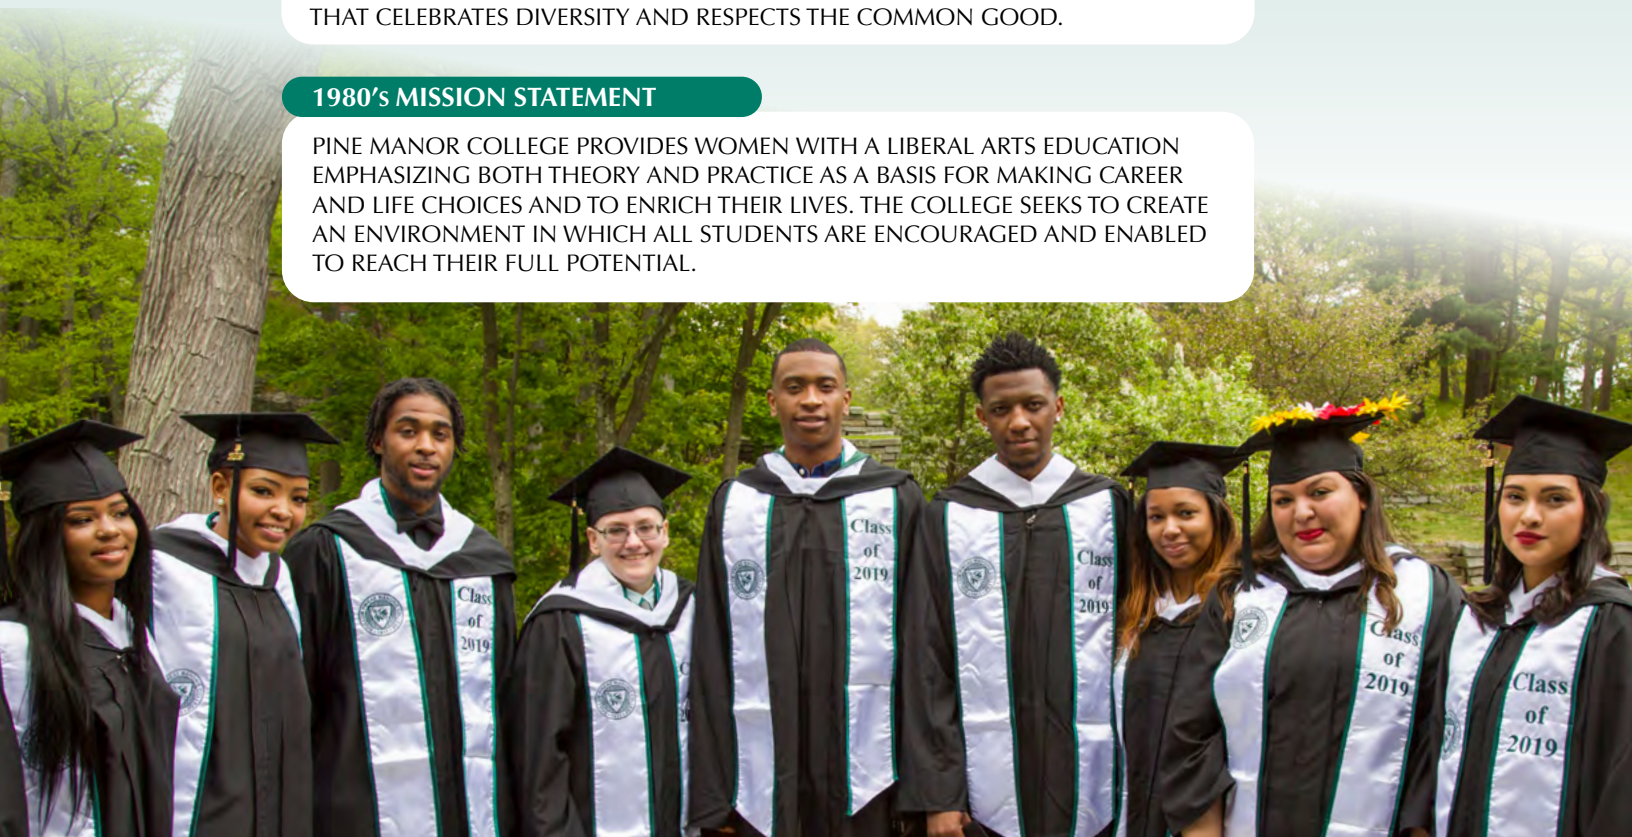 THAT CELEBRATES DIVERSITY AND RESPECTS THE COMMON GOOD.
1980's MISSION STATEMENT
PINE MANOR COLLEGE PROVIDES WOMEN WITH A LIBERAL ARTS EDUCATION
EMPHASIZING BOTH THEORY AND PRACTICE AS A BASIS FOR MAKING CAREER
AND LIFE CHOICES AND TO ENRICH THEIR LIVES. THE COLLEGE SEEKS TO CREATE
AN ENVIRONMENT IN WHICH ALL STUDENTS ARE ENCOURAGED AND ENABLED
TO REACH THEIR FULL POTENTIAL.
Class
of
2019
Class
of
2019
Class
of
2019
Class
of
2019
Class
of
2019